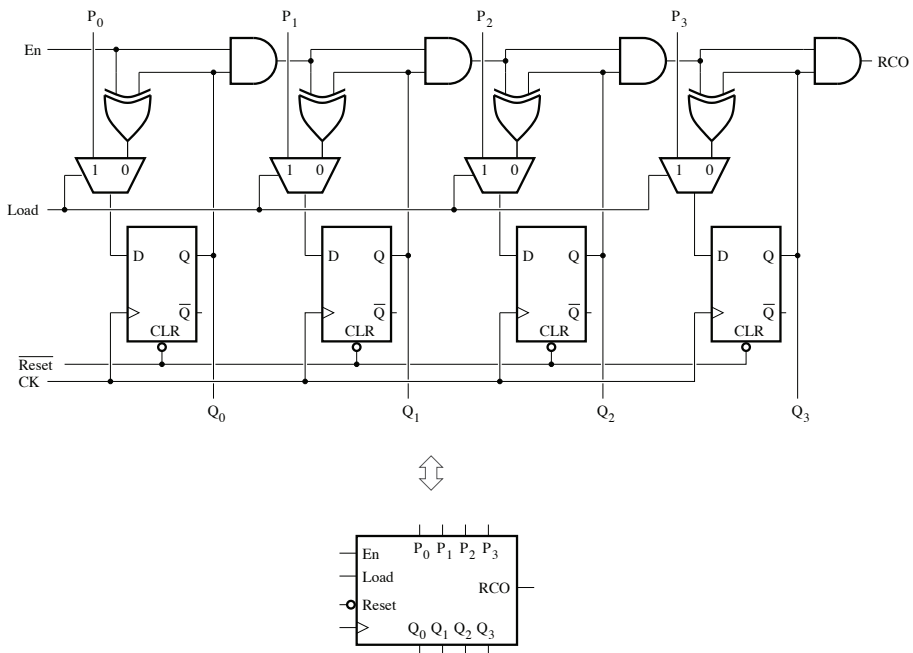 P0 P1 P2 P3
En
RCO
1 0 1 0 1 0 1 0
Load
D Q D Q D Q D Q
Q̅ Q̅ Q̅ Q̅
CLR CLR CLR CLR
R̅e̅s̅e̅t̅
CK
Q0 Q1 Q2 Q3
En P0 P1 P2 P3
Load
RCO
Reset
Q0 Q1 Q2 Q3